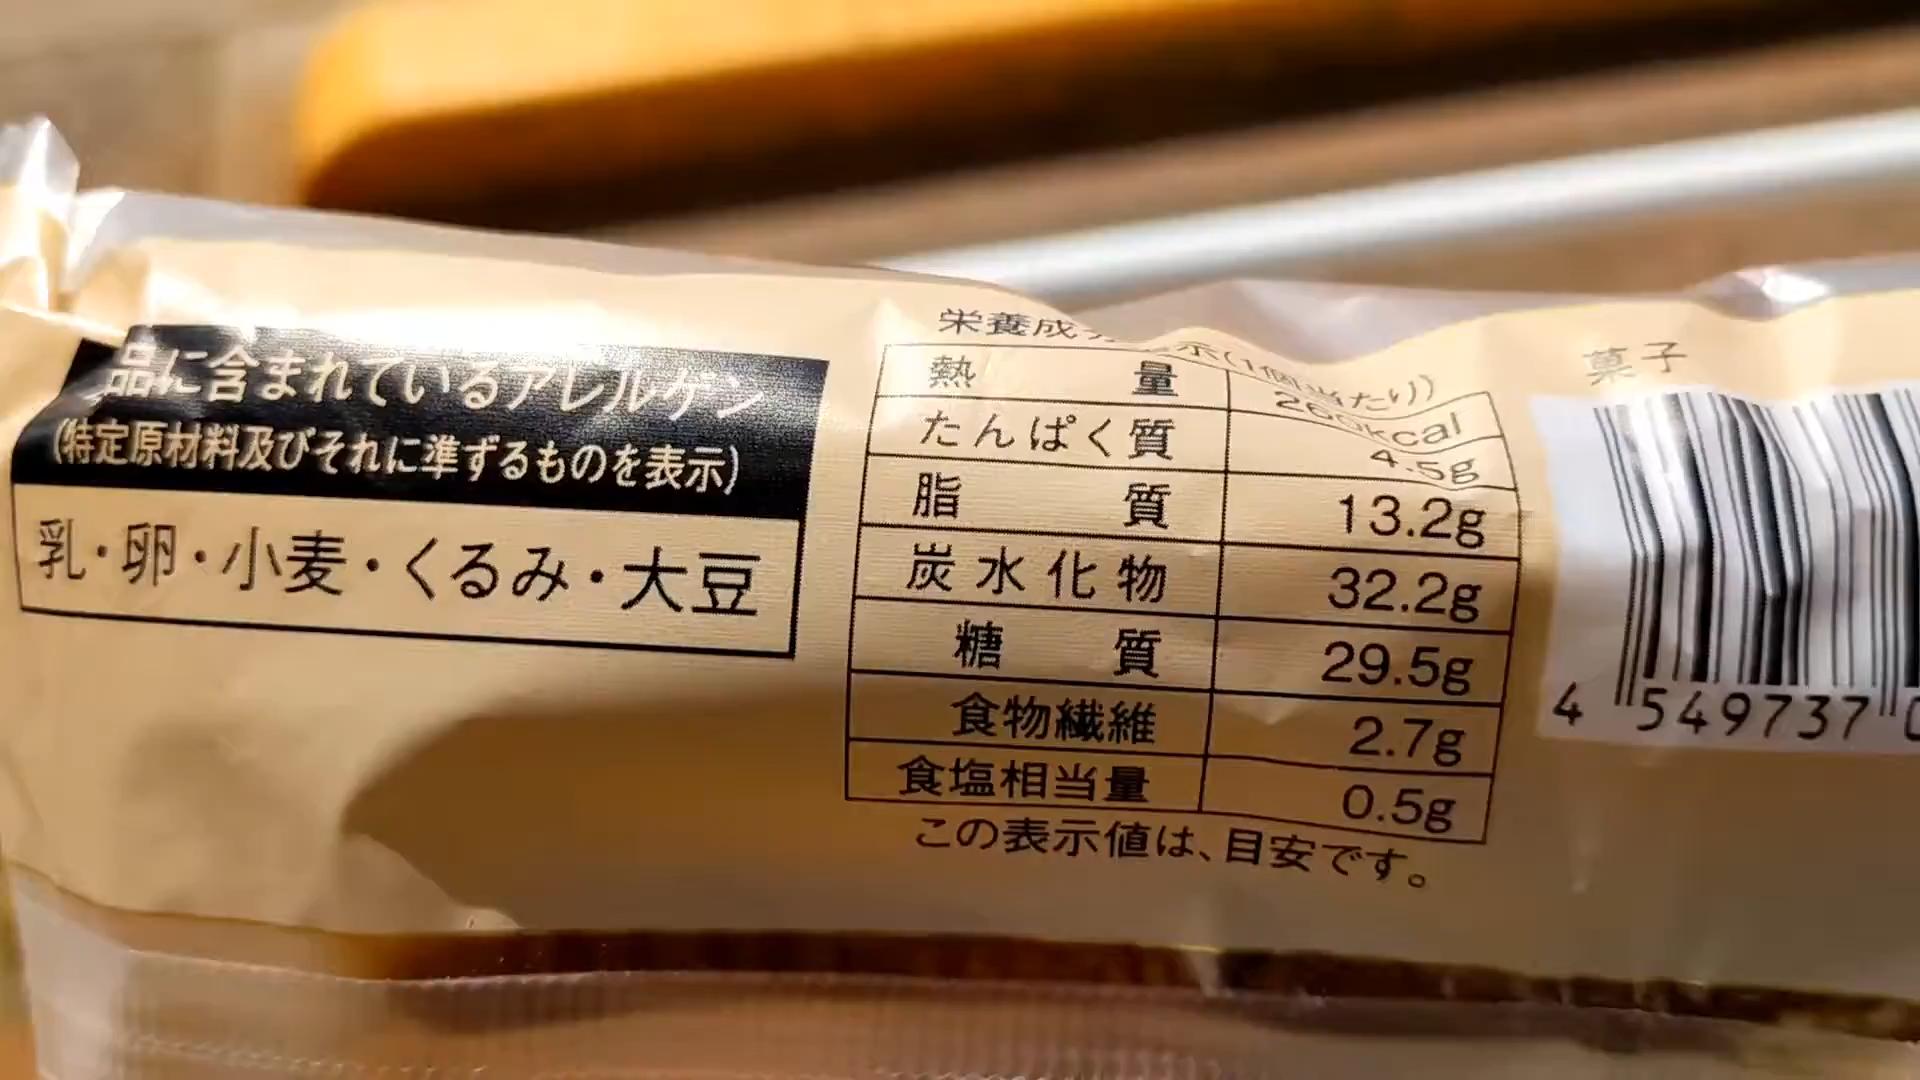 品に含まれているアレルゲン
(特定原材料及びそれに準ずるものを表示)
乳・卵・小麦・くるみ・大豆
栄養成 示(1個当たり)
熱量 kcal
たんぱく質 4.5g
脂質 13.2g
炭水化物 32.2g
糖質 29.5g
食物繊維 2.7g
食塩相当量 0.5g
この表示値は、目安です。
菓子
4 549737